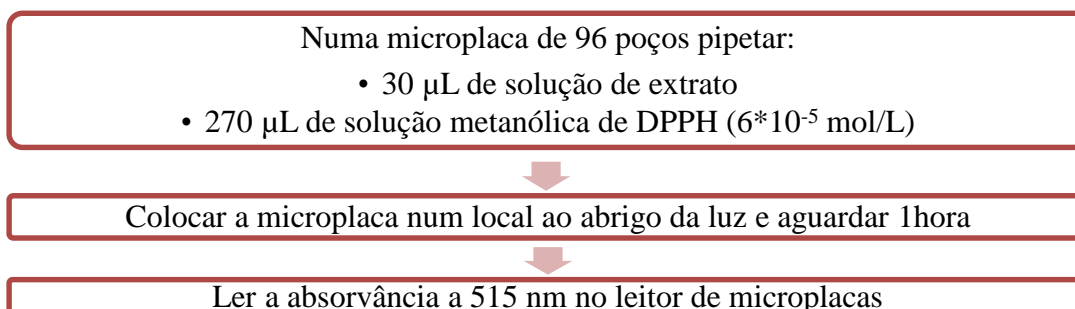 Numa microplaca de 96 poços pipetar:
• 30 µL de solução de extrato
• 270 µL de solução metanólica de DPPH (6*10⁻⁵ mol/L)
Colocar a microplaca num local ao abrigo da luz e aguardar 1hora
Ler a absorvância a 515 nm no leitor de microplacas